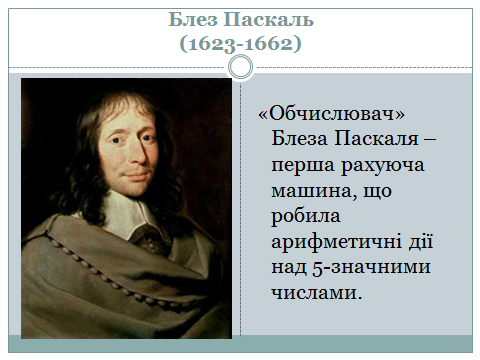 Блез Паскаль
(1623-1662)
«Обчислювач»
Блеза Паскаля –
перша рахуюча
машина, що
робила
арифметичні дії
над 5-значними
числами.